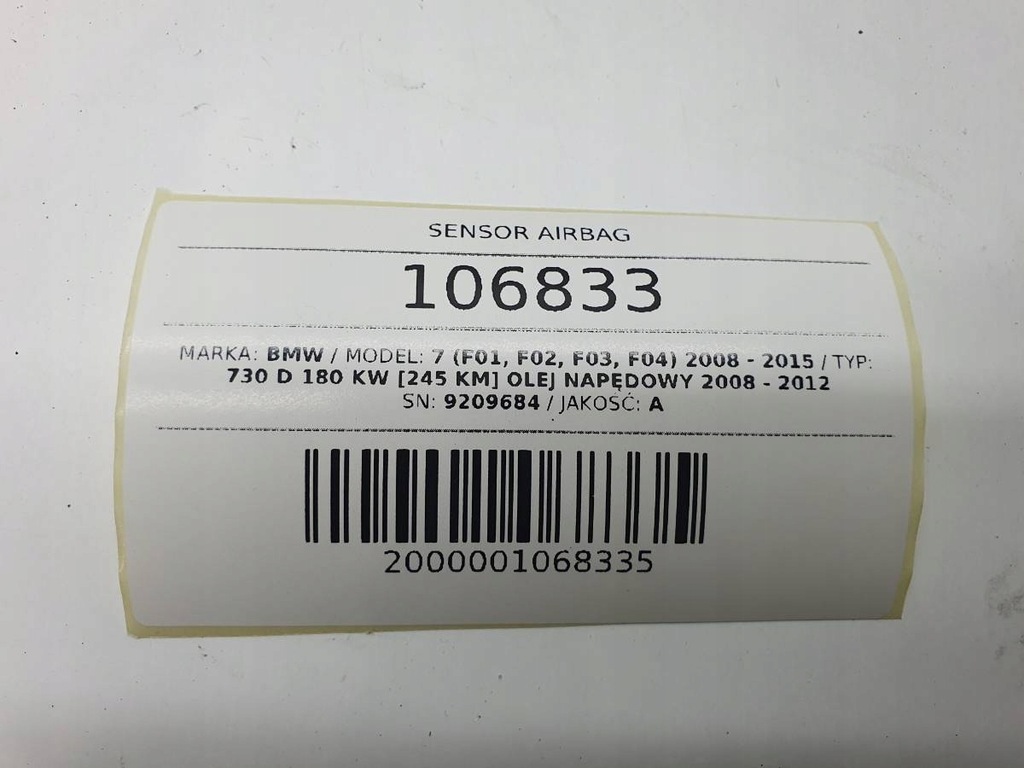 SENSOR AIRBAG
106833
MARKA: BMW / MODEL: 7 (F01, F02, F03, F04) 2008 - 2015 / TYP:
730 D 180 KW [245 KM] OLEJ NAPĘDOWY 2008 - 2012
SN: 9209684 / JAKOŚĆ: A
2000001068335